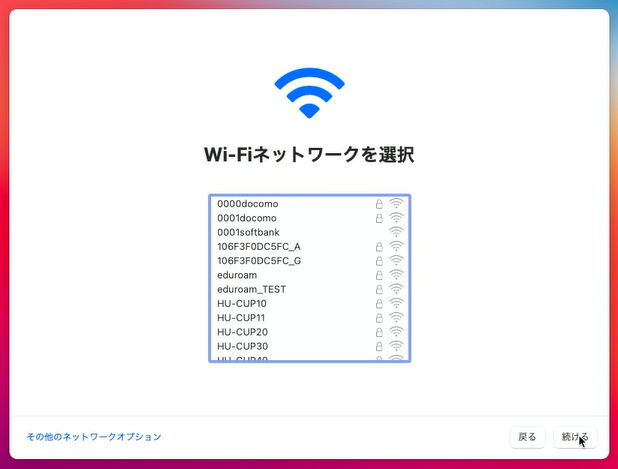 Wi-Fiネットワークを選択
0000docomo
0001docomo
0001softbank
106F3F0DC5FC_A
106F3F0DC5FC_G
eduroam
eduroam_TEST
HU-CUP10
HU-CUP11
HU-CUP20
HU-CUP30
HU-CUP40
その他のネットワークオプション
戻る
続ける